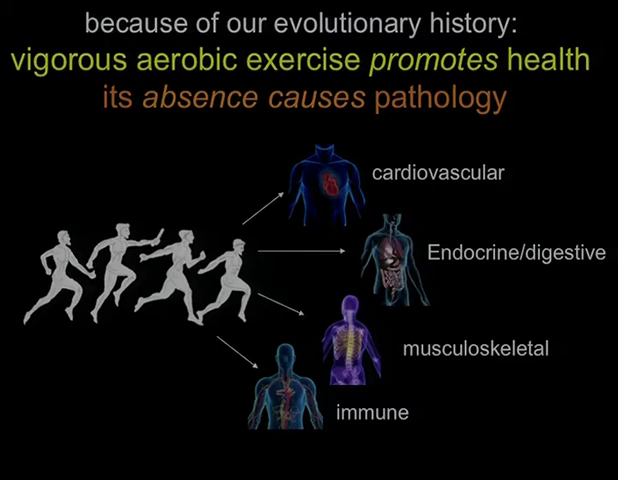 because of our evolutionary history:
vigorous aerobic exercise promotes health
its absence causes pathology
cardiovascular
Endocrine/digestive
musculoskeletal
immune